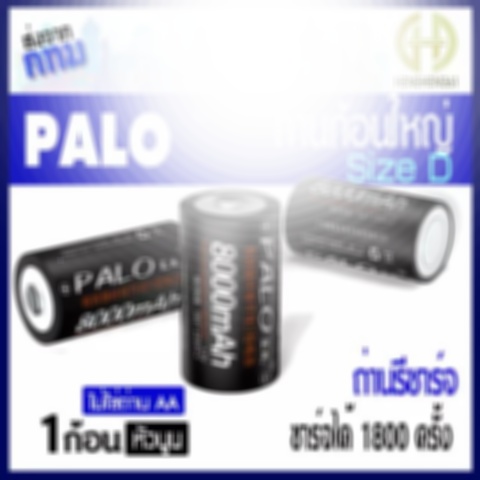 ส่งจาก
กทม
PALO
ถ่านก้อนใหญ่
Size D
PALO
8000mAh
PALO
8000mAh
8000mAh
ถ่านรีชาร์จ
ไม่ใช่ถ่าน AA
1ก้อน หัวนูน
ชาร์จได้ 1800 ครั้ง